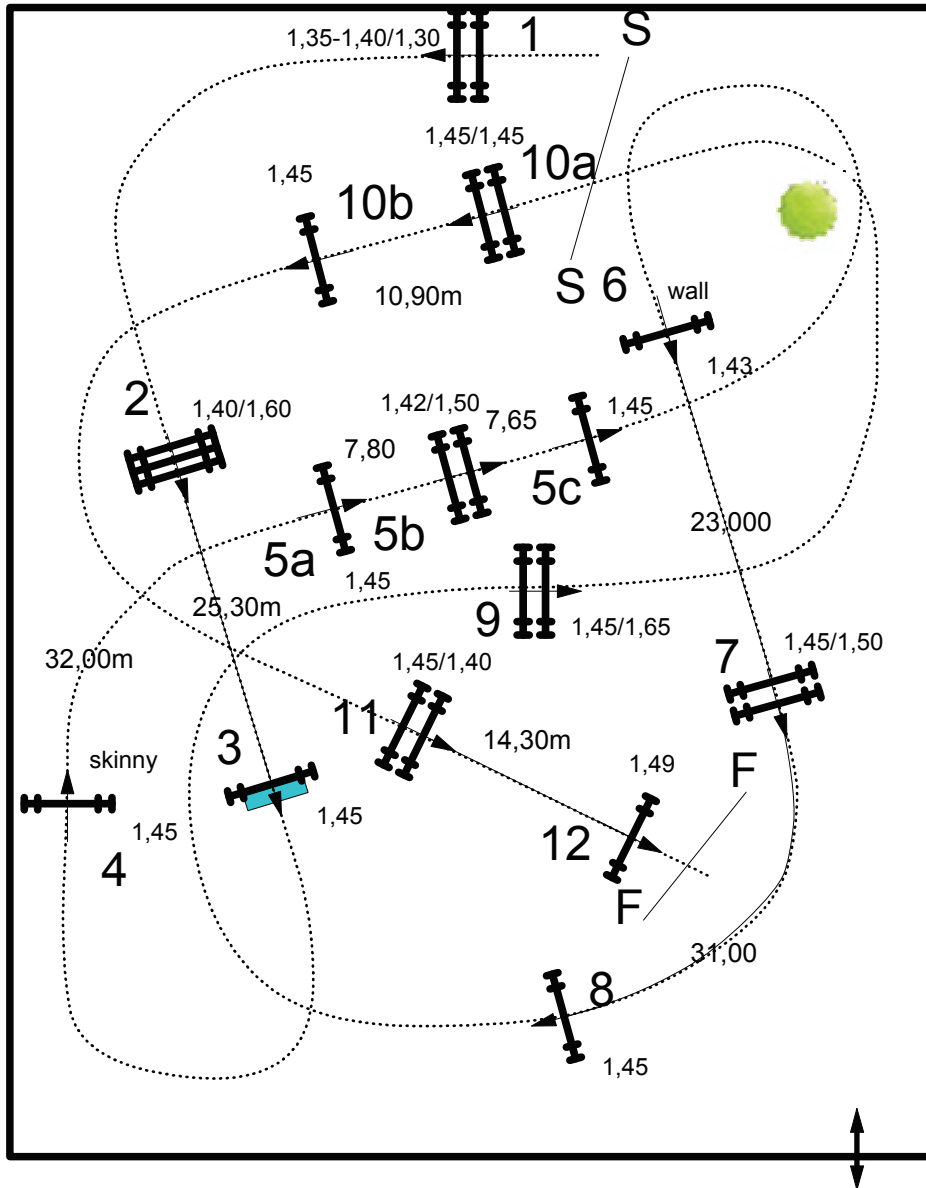 1,35-1,40/1,30
1
S
1,45/1,45
10a
1,45
10b
10,90m
S
6
wall
1,43
2
1,40/1,60
1,42/1,50
7,80
7,65
1,45
5a
5b
5c
1,45
25,30m
23,000
9
1,45/1,65
32,00m
7
1,45/1,50
1,45/1,40
11
14,30m
3
skinny
1,45
1,45
4
1,49
12
F
F
31,00
8
1,45